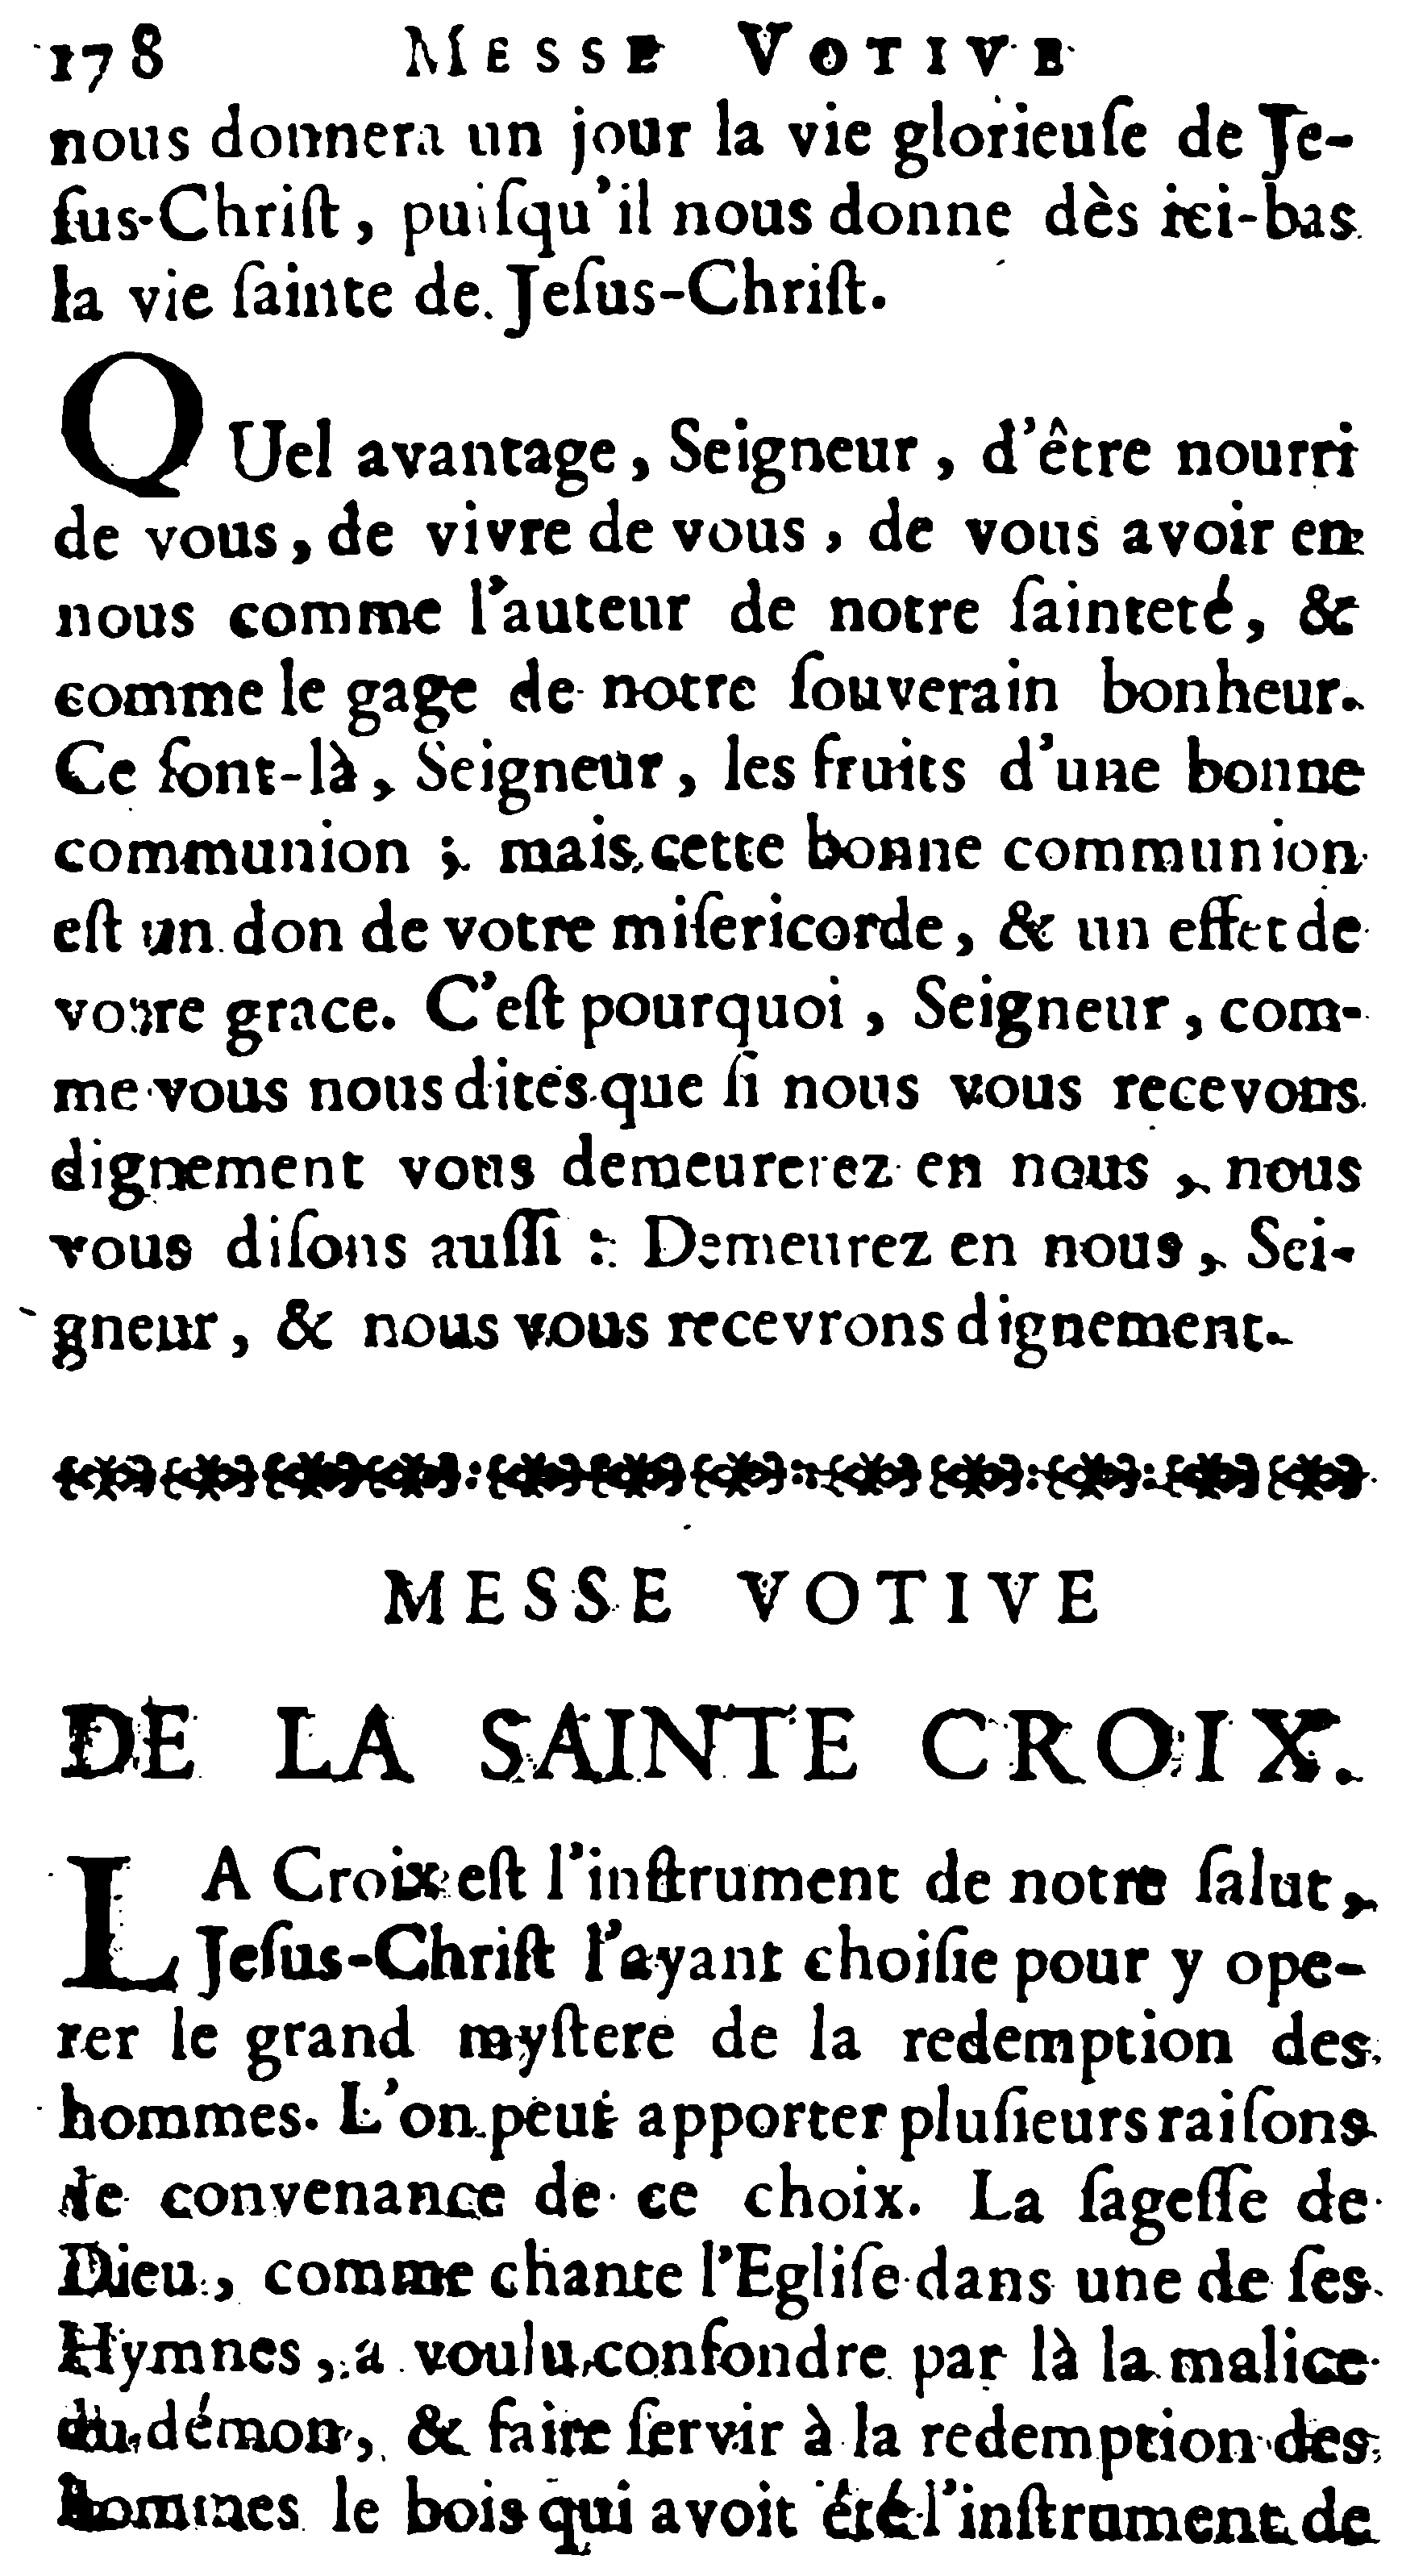 178 MESSE VOTIVE
nous donnera un jour la vie glorieuſe de Je-
ſus-Chriſt, puiſqu'il nous donne dès ici-bas
la vie ſainte de Jeſus-Chriſt.
QUel avantage, Seigneur, d'être nourri
de vous, de vivre de vous, de vous avoir en
nous comme l'auteur de notre ſainteté, &
comme le gage de notre ſouverain bonheur.
Ce ſont-là, Seigneur, les fruits d'une bonne
communion ; mais cette bonne communion
eſt un don de votre miſericorde, & un effet de
votre grace. C'eſt pourquoi, Seigneur, com-
me vous nous dites que ſi nous vous recevons
dignement vous demeurerez en nous, nous
vous diſons auſſi : Demeurez en nous, Sei-
gneur, & nous vous recevrons dignement.
MESSE VOTIVE
DE LA SAINTE CROIX.
LA Croix eſt l'inſtrument de notre ſalut,
Jeſus-Chriſt l'ayant choiſie pour y ope-
rer le grand myſtere de la redemption des
hommes. L'on peut apporter pluſieurs raiſons
de convenance de ce choix. La ſageſſe de
Dieu, comme chante l'Egliſe dans une de ſes
Hymnes, a voulu confondre par là la malice
du démon, & faire ſervir à la redemption des
hommes le bois qui avoit été l'inſtrument de